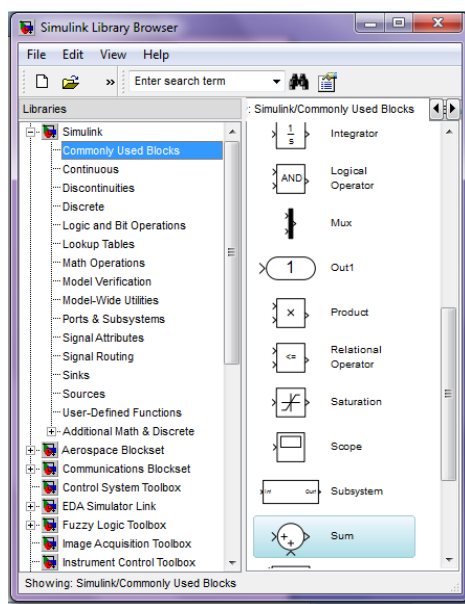 Simulink Library Browser
File Edit View Help
» Enter search term
Libraries
: Simulink/Commonly Used Blocks
Simulink
Commonly Used Blocks
Continuous
Discontinuities
Discrete
Logic and Bit Operations
Lookup Tables
Math Operations
Model Verification
Model-Wide Utilities
Ports & Subsystems
Signal Attributes
Signal Routing
Sinks
Sources
User-Defined Functions
Additional Math & Discrete
Aerospace Blockset
Communications Blockset
Control System Toolbox
EDA Simulator Link
Fuzzy Logic Toolbox
Image Acquisition Toolbox
Instrument Control Toolbox
1
s
Integrator
AND
Logical
Operator
Mux
1 Out1
× Product
<= Relational
Operator
Saturation
Scope
In1 Out1 Subsystem
+
+
Sum
Showing: Simulink/Commonly Used Blocks